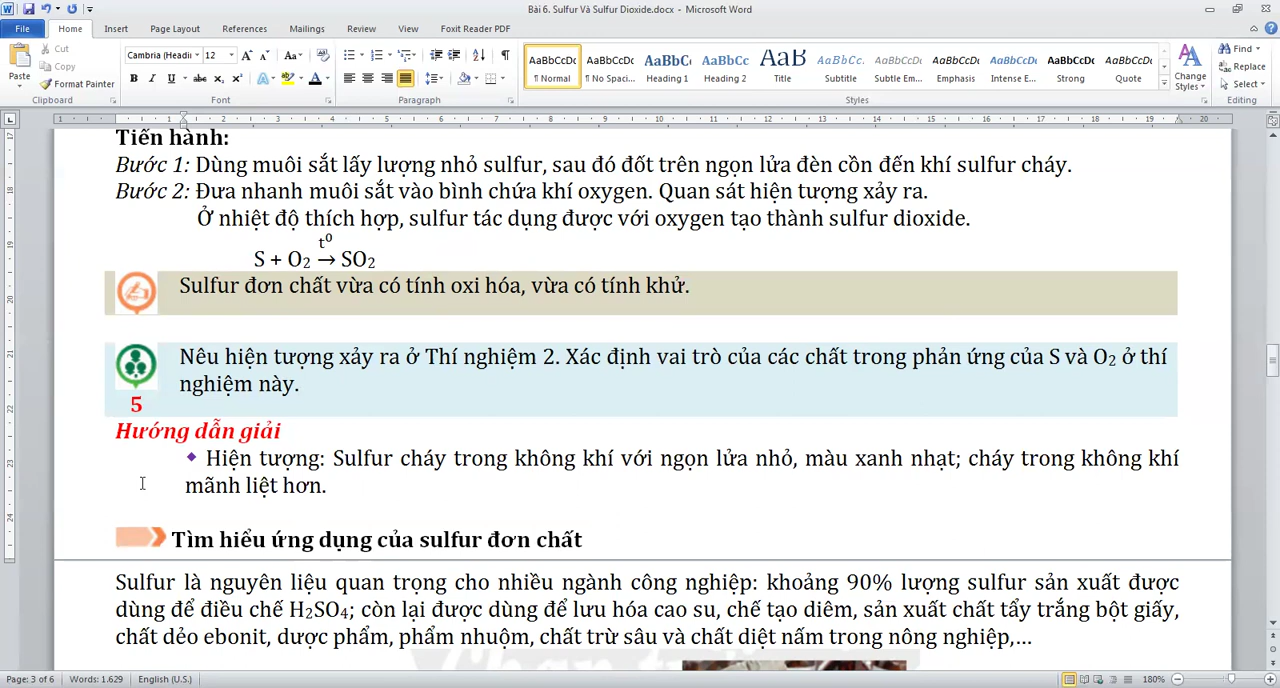 Bài 6. Sulfur Và Sulfur Dioxide.docx - Microsoft Word
File Home Insert Page Layout References Mailings Review View Foxit Reader PDF
Paste Cut Copy Format Painter Clipboard
Cambria (Headi 12 Font
Paragraph
AaBbCcDc ¶ Normal AaBbCcDc ¶ No Spaci... AaBbCc Heading 1 AaBbCc Heading 2 AaB Title AaBbCc. Subtitle AaBbCcDc Subtle Em... AaBbCcDc Emphasis AaBbCcDc Intense E... AaBbCcDc Strong AaBbCcDc Quote Styles
Change Styles
Find Replace Select Editing
Tiến hành:
Bước 1: Dùng muôi sắt lấy lượng nhỏ sulfur, sau đó đốt trên ngọn lửa đèn cồn đến khí sulfur cháy.
Bước 2: Đưa nhanh muôi sắt vào bình chứa khí oxygen. Quan sát hiện tượng xảy ra.
Ở nhiệt độ thích hợp, sulfur tác dụng được với oxygen tạo thành sulfur dioxide.
t⁰
S + O₂ → SO₂
Sulfur đơn chất vừa có tính oxi hóa, vừa có tính khử.
Nêu hiện tượng xảy ra ở Thí nghiệm 2. Xác định vai trò của các chất trong phản ứng của S và O₂ ở thí
nghiệm này.
5
Hướng dẫn giải
Hiện tượng: Sulfur cháy trong không khí với ngọn lửa nhỏ, màu xanh nhạt; cháy trong không khí
mãnh liệt hơn.
Tìm hiểu ứng dụng của sulfur đơn chất
Sulfur là nguyên liệu quan trọng cho nhiều ngành công nghiệp: khoảng 90% lượng sulfur sản xuất được
dùng để điều chế H₂SO₄; còn lại được dùng để lưu hóa cao su, chế tạo diêm, sản xuất chất tẩy trắng bột giấy,
chất dẻo ebonit, dược phẩm, phẩm nhuộm, chất trừ sâu và chất diệt nấm trong nông nghiệp,...
Page: 3 of 6 Words: 1.629 English (U.S.) 180%